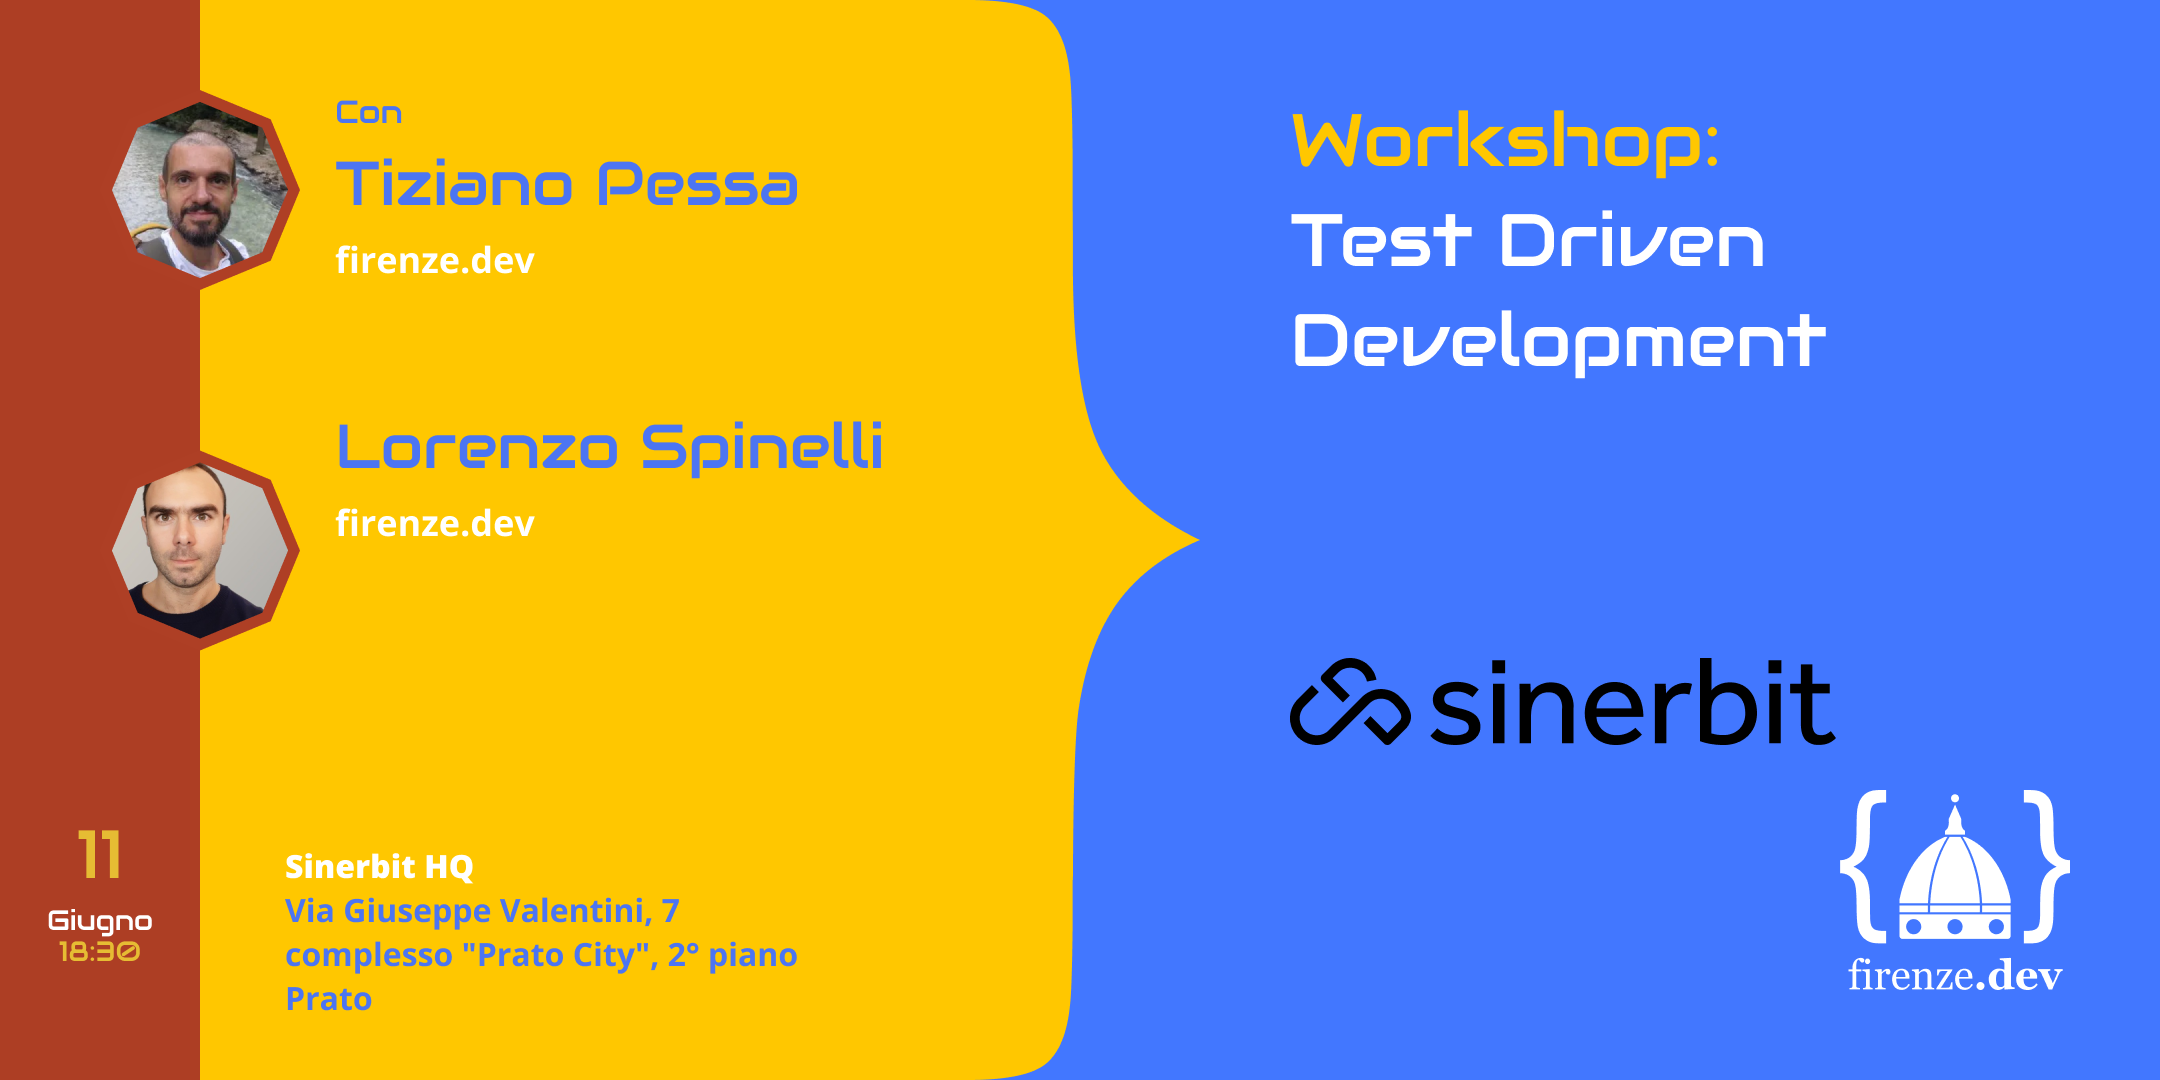 Con
Tiziano Pessa
firenze.dev
Lorenzo Spinelli
firenze.dev
11
Giugno
18:30
Sinerbit HQ
Via Giuseppe Valentini, 7
complesso "Prato City", 2° piano
Prato
Workshop:
Test Driven
Development
sinerbit
firenze.dev